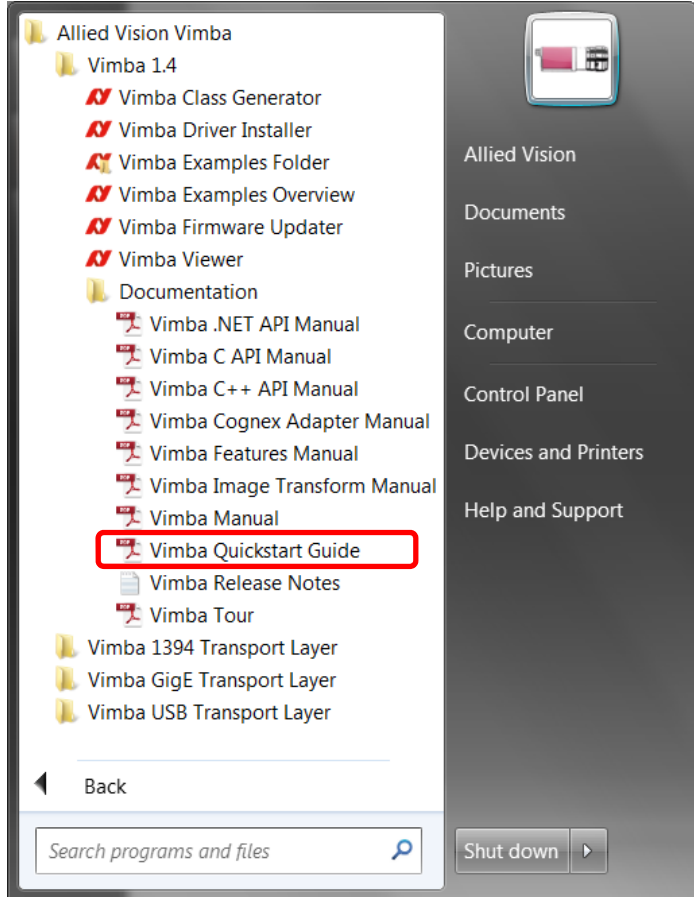 Allied Vision Vimba
Vimba 1.4
Vimba Class Generator
Vimba Driver Installer
Vimba Examples Folder
Vimba Examples Overview
Vimba Firmware Updater
Vimba Viewer
Documentation
Vimba .NET API Manual
Vimba C API Manual
Vimba C++ API Manual
Vimba Cognex Adapter Manual
Vimba Features Manual
Vimba Image Transform Manual
Vimba Manual
Vimba Quickstart Guide
Vimba Release Notes
Vimba Tour
Vimba 1394 Transport Layer
Vimba GigE Transport Layer
Vimba USB Transport Layer
Back
Search programs and files
Allied Vision
Documents
Pictures
Computer
Control Panel
Devices and Printers
Help and Support
Shut down